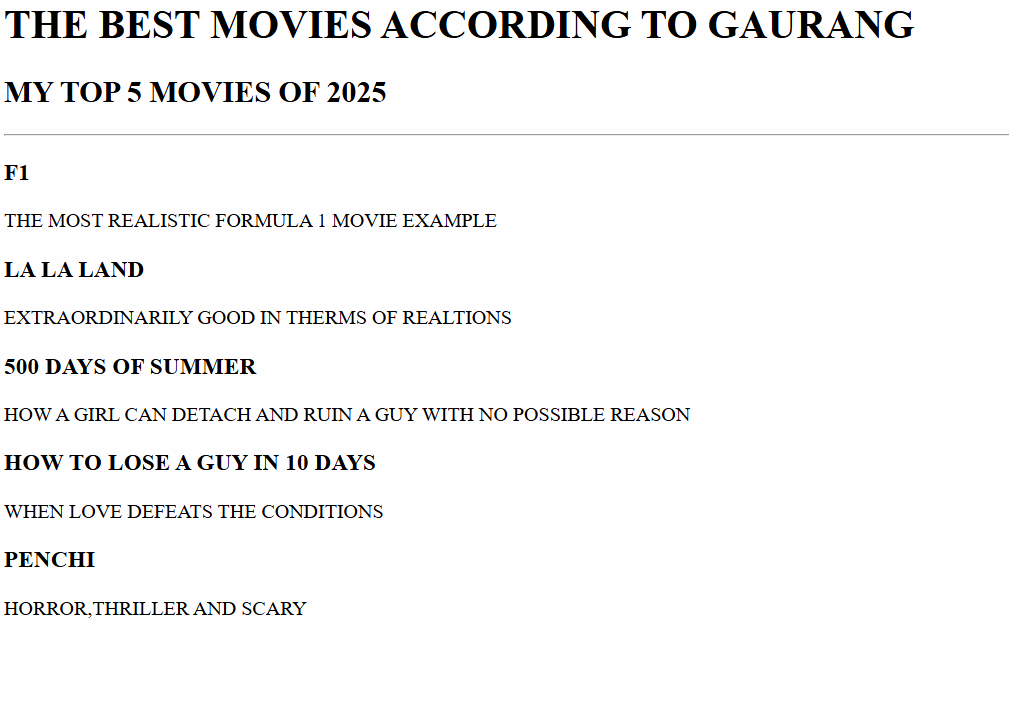 THE BEST MOVIES ACCORDING TO GAURANG
MY TOP 5 MOVIES OF 2025
F1
THE MOST REALISTIC FORMULA 1 MOVIE EXAMPLE
LA LA LAND
EXTRAORDINARILY GOOD IN THERMS OF REALTIONS
500 DAYS OF SUMMER
HOW A GIRL CAN DETACH AND RUIN A GUY WITH NO POSSIBLE REASON
HOW TO LOSE A GUY IN 10 DAYS
WHEN LOVE DEFEATS THE CONDITIONS
PENCHI
HORROR,THRILLER AND SCARY